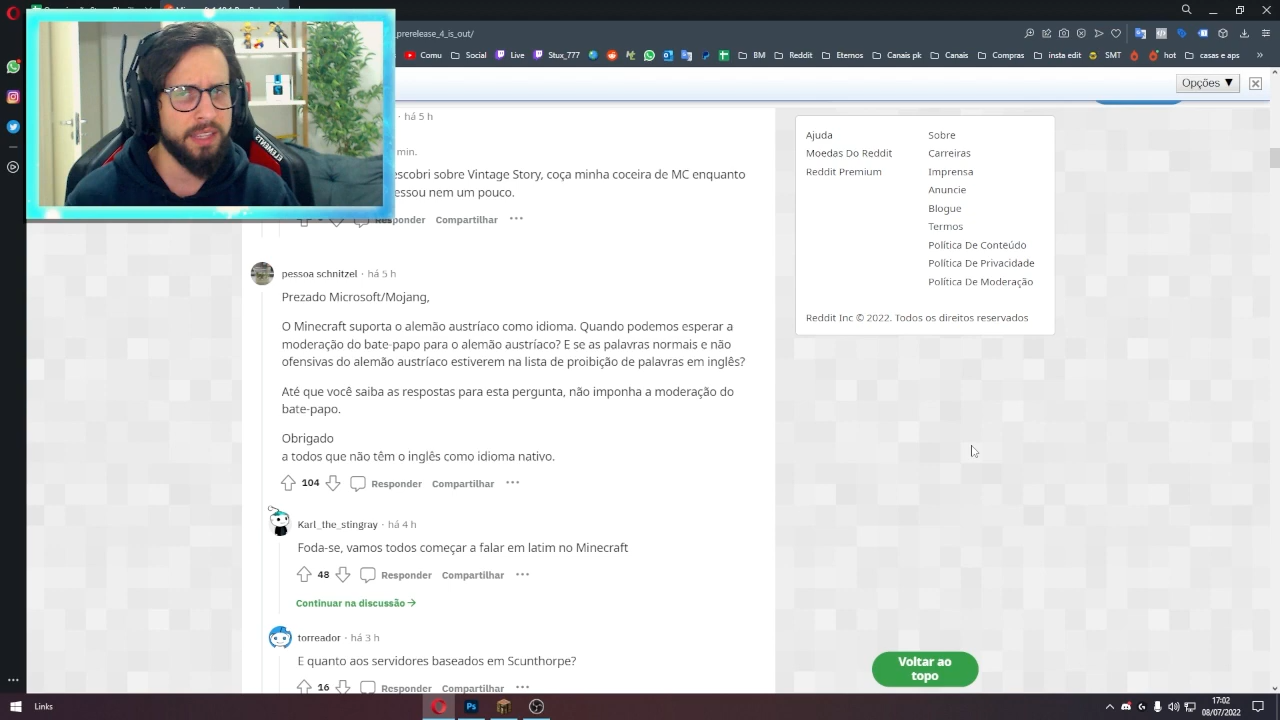 _prerelease_4_is_out/
Comu Social Stux_777 BM Reddit Eternos Canais pk Canais Compras insta edit SMT hot casas e aps
Opções ▼
· há 5 h
min.
escobri sobre Vintage Story, coça minha coceira de MC enquanto
essou nem um pouco.
Responder Compartilhar ···
Ajuda Sobre
Moedas Do Reddit Carreiras
Reddit Premium Imprensa
Anuncie
Blogue
Termos
Política De Conteúdo
Política De Privacidade
Política De Moderação
Reddit Inc © 2022. Todos os direitos reservados
ELEMENTS
pessoa schnitzel · há 5 h
Prezado Microsoft/Mojang,
O Minecraft suporta o alemão austríaco como idioma. Quando podemos esperar a
moderação do bate-papo para o alemão austríaco? E se as palavras normais e não
ofensivas do alemão austríaco estiverem na lista de proibição de palavras em inglês?
Até que você saiba as respostas para esta pergunta, não imponha a moderação do
bate-papo.
Obrigado
a todos que não têm o inglês como idioma nativo.
104 Responder Compartilhar ···
Karl_the_stingray · há 4 h
Foda-se, vamos todos começar a falar em latim no Minecraft
48 Responder Compartilhar ···
Continuar na discussão →
torreador · há 3 h
E quanto aos servidores baseados em Scunthorpe?
16 Responder Compartilhar ···
Voltar ao
topo
Links
17:02
08/07/2022